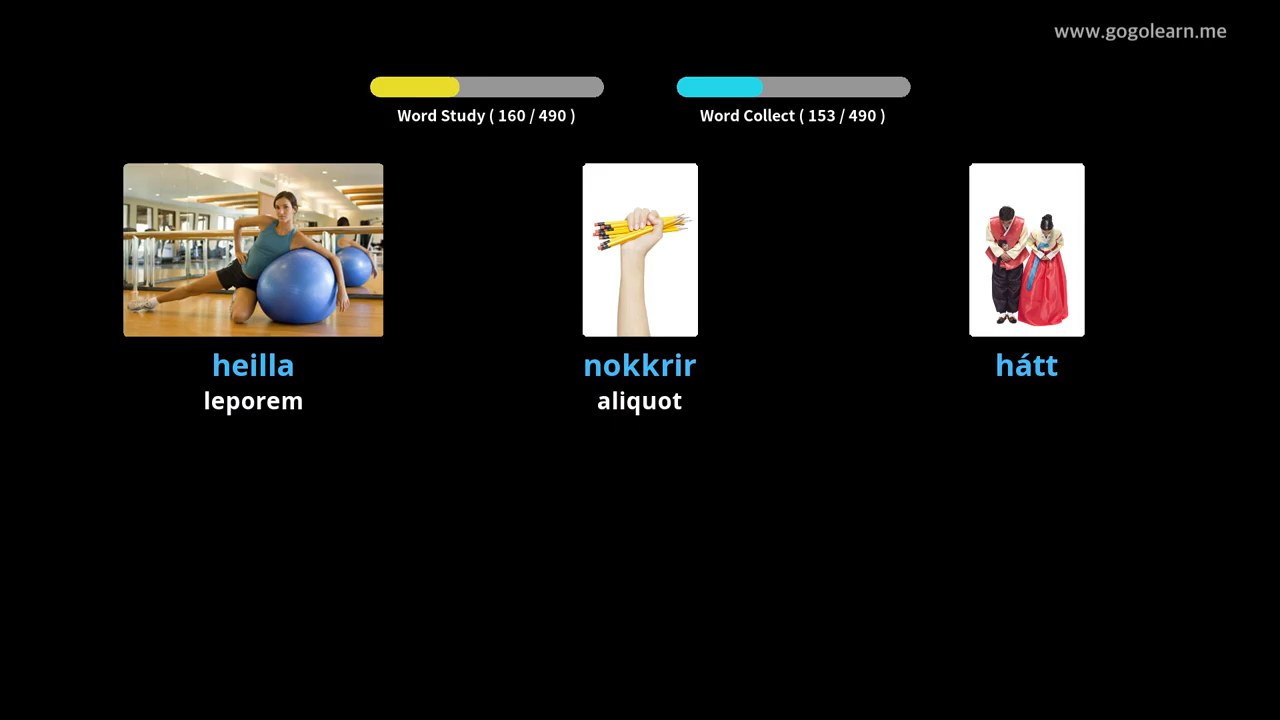 www.gogolearn.me
Word Study ( 160 / 490 )
Word Collect ( 153 / 490 )
heilla
leporem
nokkrir
aliquot
hátt